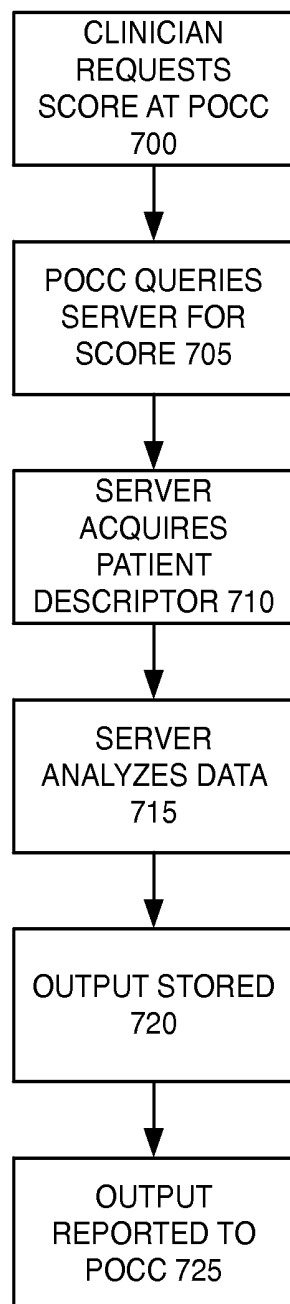 CLINICIAN
REQUESTS
SCORE AT POCC
700
POCC QUERIES
SERVER FOR
SCORE 705
SERVER
ACQUIRES
PATIENT
DESCRIPTOR 710
SERVER
ANALYZES DATA
715
OUTPUT STORED
720
OUTPUT
REPORTED TO
POCC 725